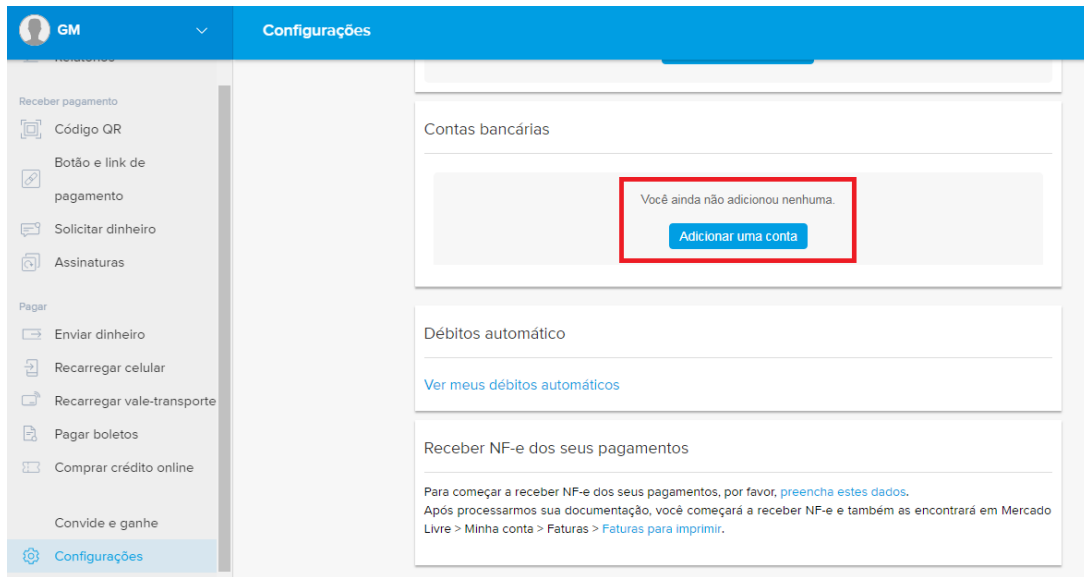 GM
Configurações
Relatórios
Receber pagamento
Código QR
Botão e link de
pagamento
Solicitar dinheiro
Assinaturas
Pagar
Enviar dinheiro
Recarregar celular
Recarregar vale-transporte
Pagar boletos
Comprar crédito online
Convide e ganhe
Configurações
Contas bancárias
Você ainda não adicionou nenhuma.
Adicionar uma conta
Débitos automático
Ver meus débitos automáticos
Receber NF-e dos seus pagamentos
Para começar a receber NF-e dos seus pagamentos, por favor, preencha estes dados.
Após processarmos sua documentação, você começará a receber NF-e e também as encontrará em Mercado
Livre > Minha conta > Faturas > Faturas para imprimir.